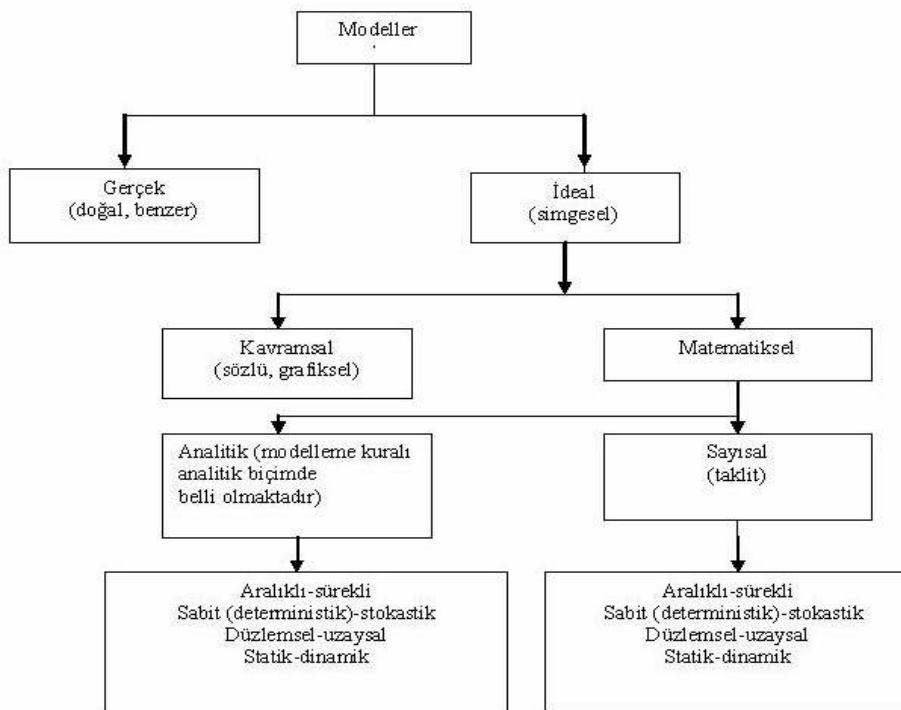 Modeller
Gerçek
(doğal, benzer)
İdeal
(simgesel)
Kavramsal
(sözlü, grafiksel)
Matematiksel
Analitik (modelleme kuralı
analitik biçimde
belli olmaktadır)
Sayısal
(taklit)
Aralıklı-sürekli
Sabit (deterministik)-stokastik
Düzlemsel-uzaysal
Statik-dinamik
Aralıklı-sürekli
Sabit (deterministik)-stokastik
Düzlemsel-uzaysal
Statik-dinamik